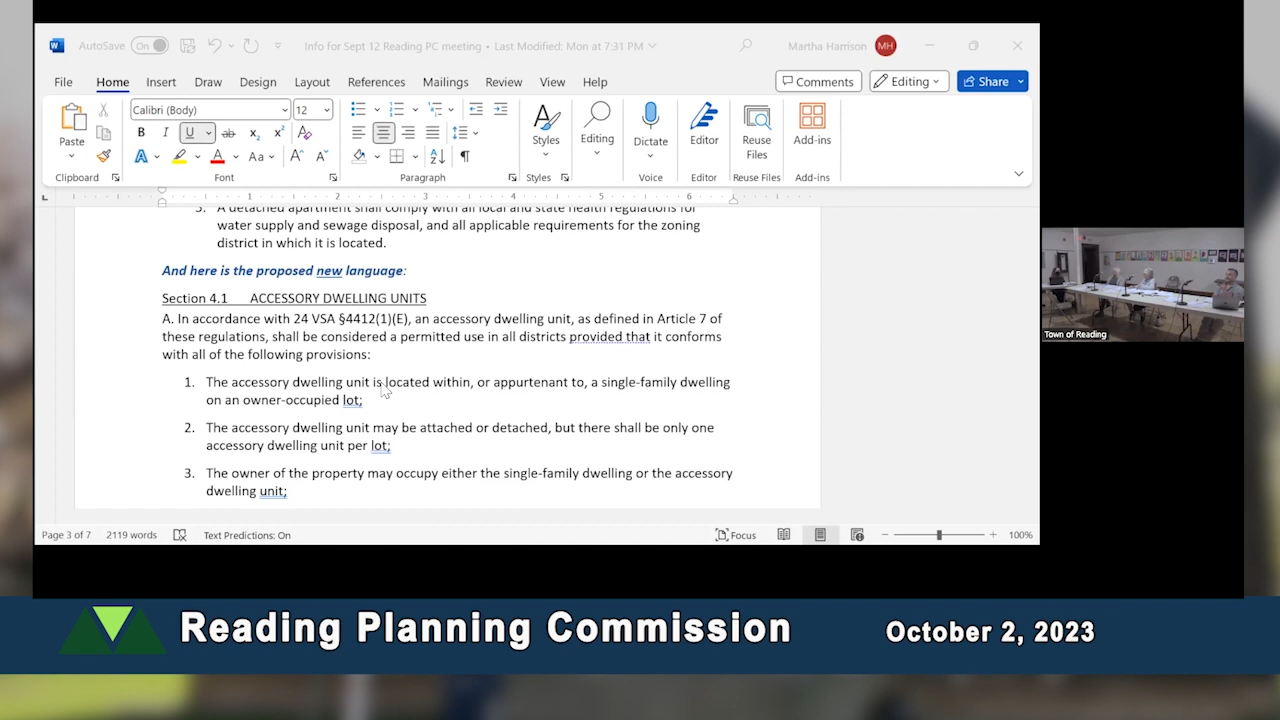 AutoSave On Info for Sept 12 Reading PC meeting • Last Modified: Mon at 7:31 PM Martha Harrison MH
File Home Insert Draw Design Layout References Mailings Review View Help Comments Editing Share
Calibri (Body) 12
Paste Styles Editing Dictate Editor Reuse Files Add-ins
B I U ab x₂ x² A
A A Aa A A A Z ¶
Clipboard Font Paragraph Styles Voice Editor Reuse Files Add-ins
1 2 3 4 5 6
A detached apartment shall comply with all local and state health regulations for
water supply and sewage disposal, and all applicable requirements for the zoning
district in which it is located.
And here is the proposed new language:
Section 4.1 ACCESSORY DWELLING UNITS
A. In accordance with 24 VSA §4412(1)(E), an accessory dwelling unit, as defined in Article 7 of
these regulations, shall be considered a permitted use in all districts provided that it conforms
with all of the following provisions:
1. The accessory dwelling unit is located within, or appurtenant to, a single-family dwelling
on an owner-occupied lot;
2. The accessory dwelling unit may be attached or detached, but there shall be only one
accessory dwelling unit per lot;
3. The owner of the property may occupy either the single-family dwelling or the accessory
dwelling unit;
Page 3 of 7 2119 words Text Predictions: On Focus 100%
Town of Reading
Reading Planning Commission
October 2, 2023